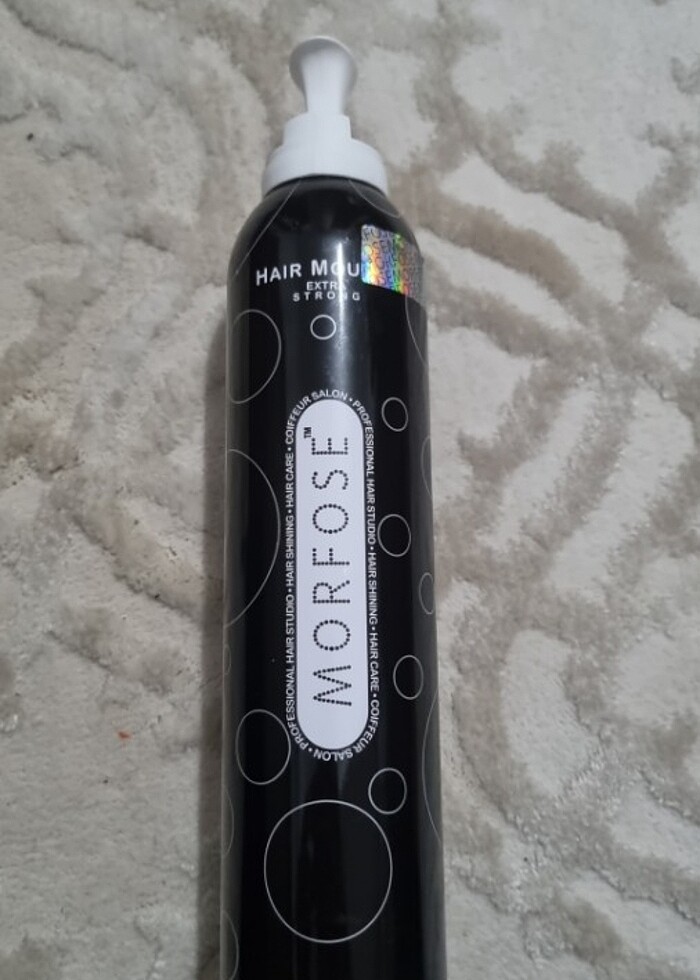 HAIR MOU
EXTRA
STRONG
MORFOSE™
COIFFEUR SALON • PROFESSIONAL HAIR STUDIO • HAIR SHINING • HAIR CARE • COIFFEUR SALON • PROFESSIONAL HAIR STUDIO • HAIR SHINING • HAIR CARE •